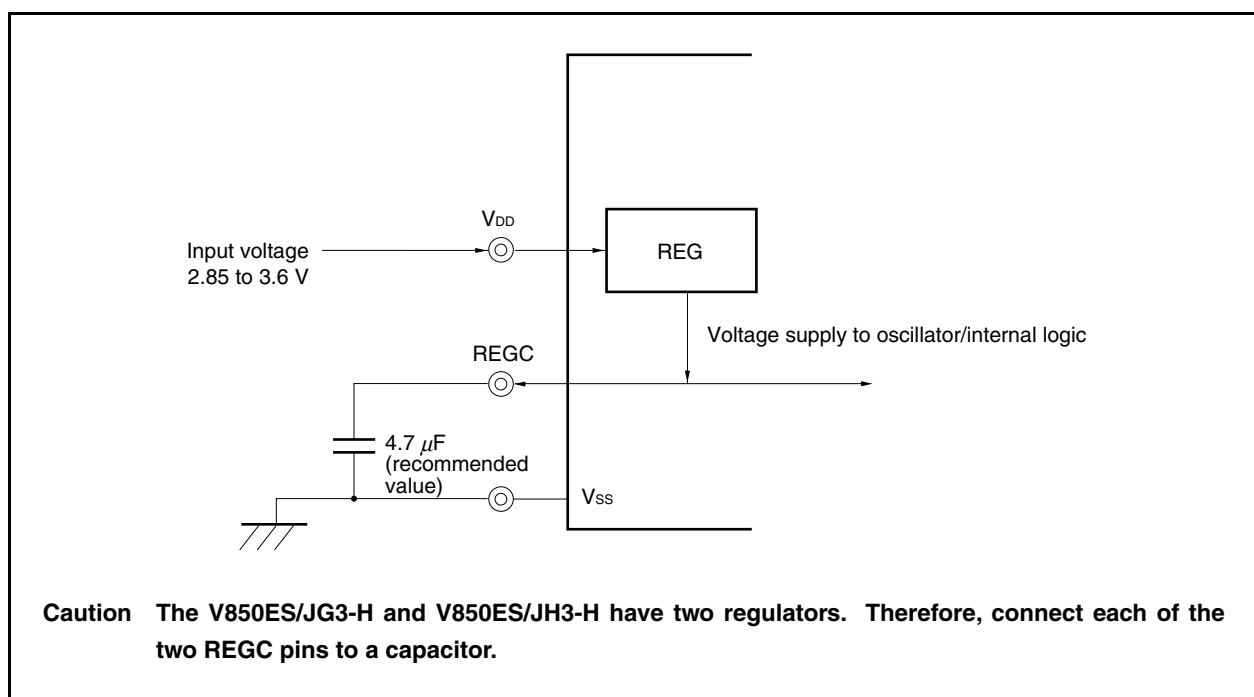 VDD
Input voltage
2.85 to 3.6 V
REG
Voltage supply to oscillator/internal logic
REGC
4.7 μF
(recommended
value)
VSS
Caution The V850ES/JG3-H and V850ES/JH3-H have two regulators. Therefore, connect each of the
two REGC pins to a capacitor.